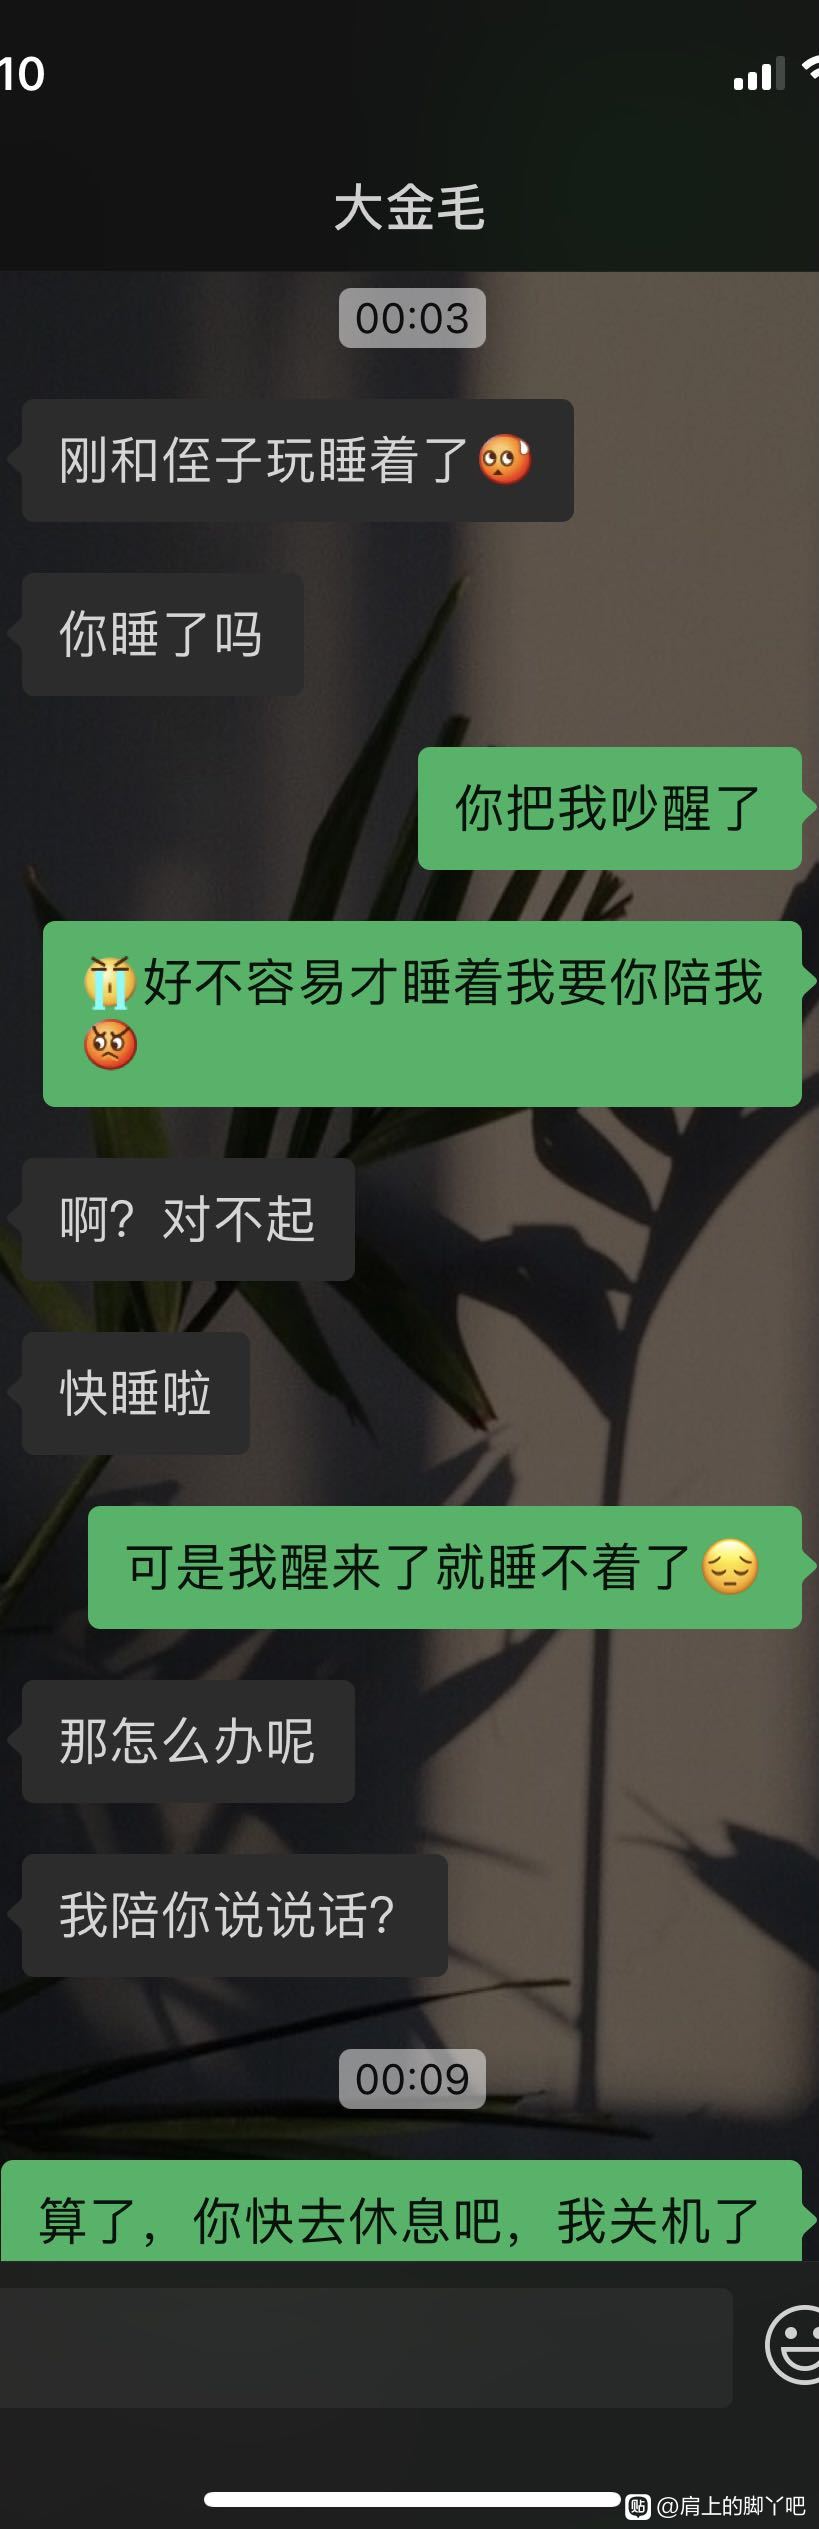 10
大金毛
00:03
刚和侄子玩睡着了🥹
你睡了吗
你把我吵醒了
😭好不容易才睡着我要你陪我
😡
啊？对不起
快睡啦
可是我醒来了就睡不着了😔
那怎么办呢
我陪你说说话？
00:09
算了，你快去休息吧，我关机了
贴 @肩上的脚丫吧